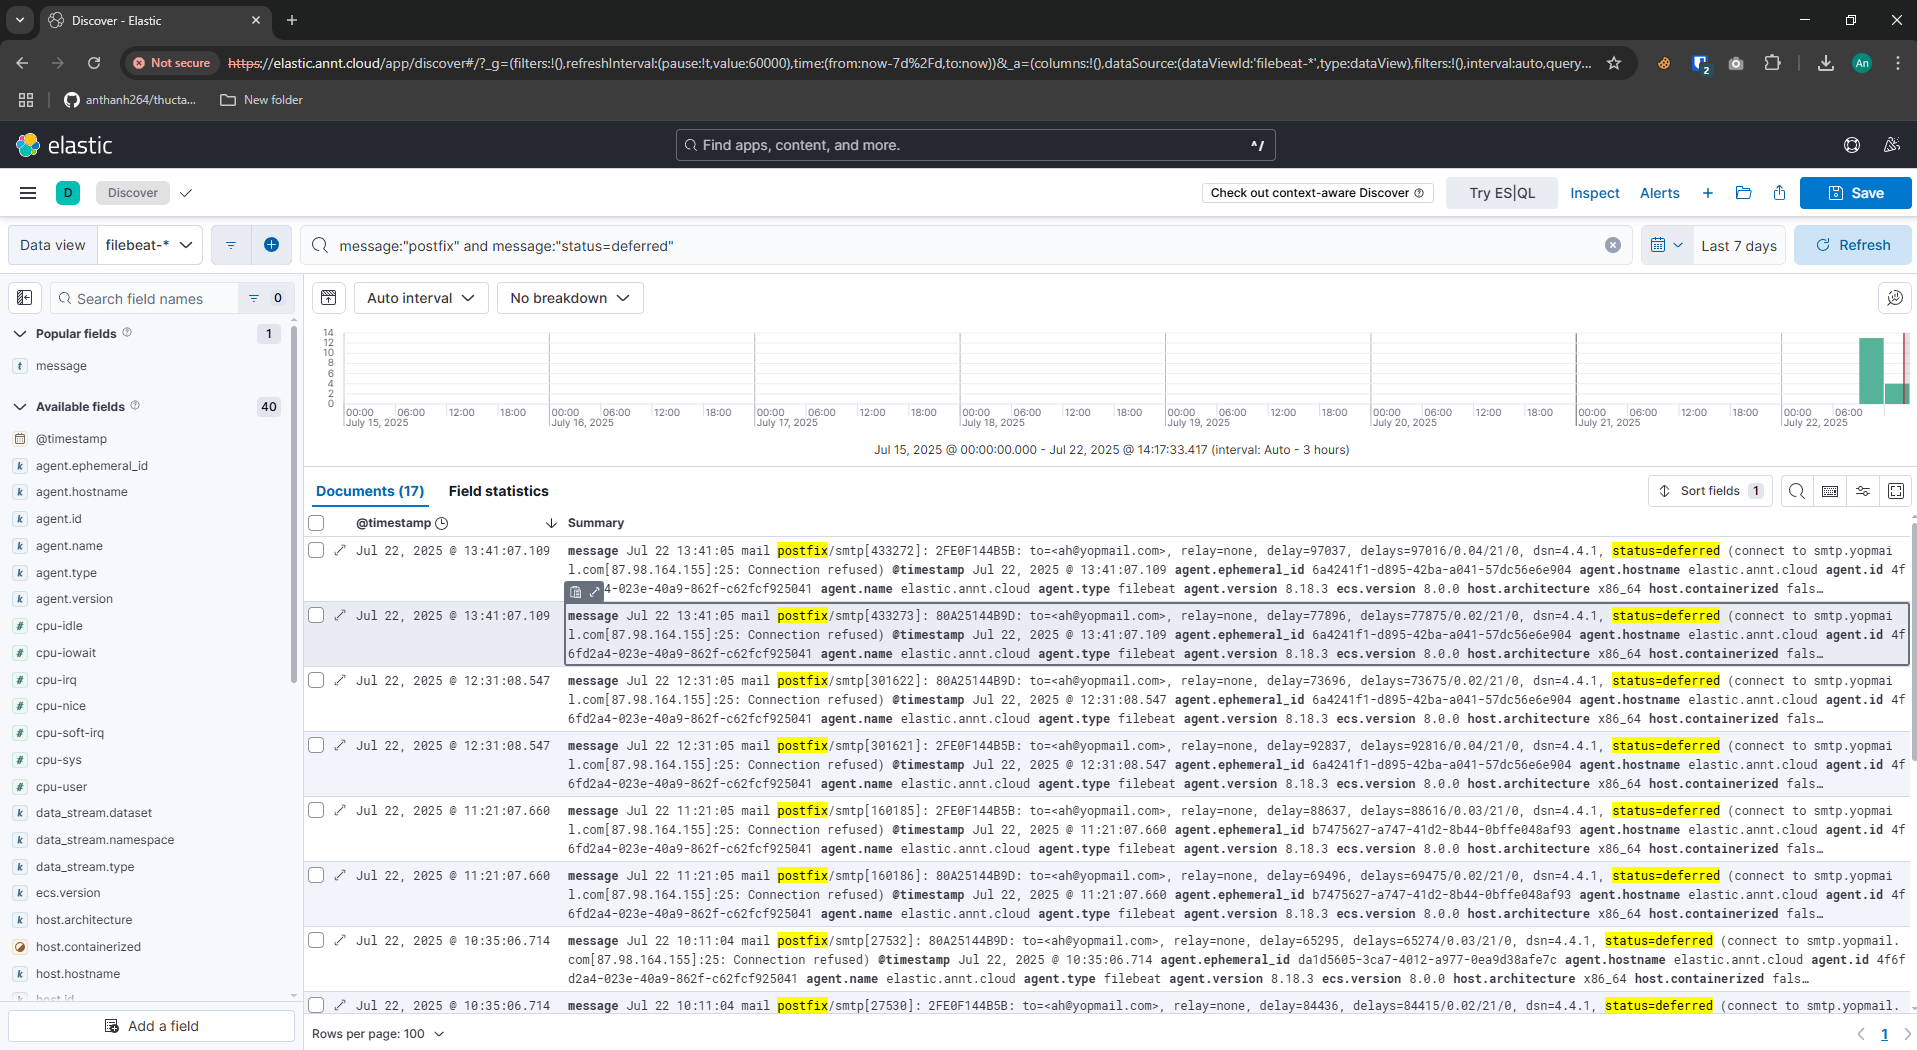 Discover - Elastic
Not secure
https://elastic.annt.cloud/app/discover#/?_g=(filters:!(),refreshInterval:(pause:!t,value:60000),time:(from:now-7d%2Fd,to:now))&_a=(columns:!(),dataSource:(dataViewId:'filebeat-*',type:dataView),filters:!(),interval:auto,query...
2
An
anthanh264/thucta...
New folder
elastic
Find apps, content, and more.
^/
D
Discover
Check out context-aware Discover
Try ES|QL
Inspect
Alerts
Save
Data view
filebeat-*
message:"postfix" and message:"status=deferred"
Last 7 days
Refresh
Search field names
0
Auto interval
No breakdown
Popular fields
1
t message
Available fields
40
@timestamp
k agent.ephemeral_id
k agent.hostname
k agent.id
k agent.name
k agent.type
k agent.version
# cpu-idle
# cpu-iowait
# cpu-irq
# cpu-nice
# cpu-soft-irq
# cpu-sys
# cpu-user
k data_stream.dataset
k data_stream.namespace
k data_stream.type
k ecs.version
k host.architecture
host.containerized
k host.hostname
host.id
Add a field
14
12
10
8
6
4
2
0
00:00 06:00 12:00 18:00 00:00 06:00 12:00 18:00 00:00 06:00 12:00 18:00 00:00 06:00 12:00 18:00 00:00 06:00 12:00 18:00 00:00 06:00 12:00 18:00 00:00 06:00 12:00 18:00 00:00 06:00
July 15, 2025 July 16, 2025 July 17, 2025 July 18, 2025 July 19, 2025 July 20, 2025 July 21, 2025 July 22, 2025
Jul 15, 2025 @ 00:00:00.000 - Jul 22, 2025 @ 14:17:33.417 (interval: Auto - 3 hours)
Documents (17)
Field statistics
Sort fields 1
@timestamp
Summary
Jul 22, 2025 @ 13:41:07.109 message Jul 22 13:41:05 mail postfix/smtp[433272]: 2FE0F144B5B: to=<ah@yopmail.com>, relay=none, delay=97037, delays=97016/0.04/21/0, dsn=4.4.1, status=deferred (connect to smtp.yopmai
l.com[87.98.164.155]:25: Connection refused) @timestamp Jul 22, 2025 @ 13:41:07.109 agent.ephemeral_id 6a4241f1-d895-42ba-a041-57dc56e6e904 agent.hostname elastic.annt.cloud agent.id 4f
4-023e-40a9-862f-c62fcf925041 agent.name elastic.annt.cloud agent.type filebeat agent.version 8.18.3 ecs.version 8.0.0 host.architecture x86_64 host.containerized fals…
Jul 22, 2025 @ 13:41:07.109 message Jul 22 13:41:05 mail postfix/smtp[433273]: 80A25144B9D: to=<ah@yopmail.com>, relay=none, delay=77896, delays=77875/0.02/21/0, dsn=4.4.1, status=deferred (connect to smtp.yopmai
l.com[87.98.164.155]:25: Connection refused) @timestamp Jul 22, 2025 @ 13:41:07.109 agent.ephemeral_id 6a4241f1-d895-42ba-a041-57dc56e6e904 agent.hostname elastic.annt.cloud agent.id 4f
6fd2a4-023e-40a9-862f-c62fcf925041 agent.name elastic.annt.cloud agent.type filebeat agent.version 8.18.3 ecs.version 8.0.0 host.architecture x86_64 host.containerized fals…
Jul 22, 2025 @ 12:31:08.547 message Jul 22 12:31:05 mail postfix/smtp[301622]: 80A25144B9D: to=<ah@yopmail.com>, relay=none, delay=73696, delays=73675/0.02/21/0, dsn=4.4.1, status=deferred (connect to smtp.yopmai
l.com[87.98.164.155]:25: Connection refused) @timestamp Jul 22, 2025 @ 12:31:08.547 agent.ephemeral_id 6a4241f1-d895-42ba-a041-57dc56e6e904 agent.hostname elastic.annt.cloud agent.id 4f
6fd2a4-023e-40a9-862f-c62fcf925041 agent.name elastic.annt.cloud agent.type filebeat agent.version 8.18.3 ecs.version 8.0.0 host.architecture x86_64 host.containerized fals…
Jul 22, 2025 @ 12:31:08.547 message Jul 22 12:31:05 mail postfix/smtp[301621]: 2FE0F144B5B: to=<ah@yopmail.com>, relay=none, delay=92837, delays=92816/0.04/21/0, dsn=4.4.1, status=deferred (connect to smtp.yopmai
l.com[87.98.164.155]:25: Connection refused) @timestamp Jul 22, 2025 @ 12:31:08.547 agent.ephemeral_id 6a4241f1-d895-42ba-a041-57dc56e6e904 agent.hostname elastic.annt.cloud agent.id 4f
6fd2a4-023e-40a9-862f-c62fcf925041 agent.name elastic.annt.cloud agent.type filebeat agent.version 8.18.3 ecs.version 8.0.0 host.architecture x86_64 host.containerized fals…
Jul 22, 2025 @ 11:21:07.660 message Jul 22 11:21:05 mail postfix/smtp[160185]: 2FE0F144B5B: to=<ah@yopmail.com>, relay=none, delay=88637, delays=88616/0.03/21/0, dsn=4.4.1, status=deferred (connect to smtp.yopmai
l.com[87.98.164.155]:25: Connection refused) @timestamp Jul 22, 2025 @ 11:21:07.660 agent.ephemeral_id b7475627-a747-41d2-8b44-0bffe048af93 agent.hostname elastic.annt.cloud agent.id 4f
6fd2a4-023e-40a9-862f-c62fcf925041 agent.name elastic.annt.cloud agent.type filebeat agent.version 8.18.3 ecs.version 8.0.0 host.architecture x86_64 host.containerized fals…
Jul 22, 2025 @ 11:21:07.660 message Jul 22 11:21:05 mail postfix/smtp[160186]: 80A25144B9D: to=<ah@yopmail.com>, relay=none, delay=69496, delays=69475/0.02/21/0, dsn=4.4.1, status=deferred (connect to smtp.yopmai
l.com[87.98.164.155]:25: Connection refused) @timestamp Jul 22, 2025 @ 11:21:07.660 agent.ephemeral_id b7475627-a747-41d2-8b44-0bffe048af93 agent.hostname elastic.annt.cloud agent.id 4f
6fd2a4-023e-40a9-862f-c62fcf925041 agent.name elastic.annt.cloud agent.type filebeat agent.version 8.18.3 ecs.version 8.0.0 host.architecture x86_64 host.containerized fals…
Jul 22, 2025 @ 10:35:06.714 message Jul 22 10:11:04 mail postfix/smtp[27532]: 80A25144B9D: to=<ah@yopmail.com>, relay=none, delay=65295, delays=65274/0.03/21/0, dsn=4.4.1, status=deferred (connect to smtp.yopmail.
com[87.98.164.155]:25: Connection refused) @timestamp Jul 22, 2025 @ 10:35:06.714 agent.ephemeral_id da1d5605-3ca7-4012-a977-0ea9d38afe7c agent.hostname elastic.annt.cloud agent.id 4f6f
d2a4-023e-40a9-862f-c62fcf925041 agent.name elastic.annt.cloud agent.type filebeat agent.version 8.18.3 ecs.version 8.0.0 host.architecture x86_64 host.containerized fals…
Jul 22, 2025 @ 10:35:06.714 message Jul 22 10:11:04 mail postfix/smtp[27530]: 2FE0F144B5B: to=<ah@yopmail.com>, relay=none, delay=84436, delays=84415/0.02/21/0, dsn=4.4.1, status=deferred (connect to smtp.yopmail.
Rows per page: 100
1